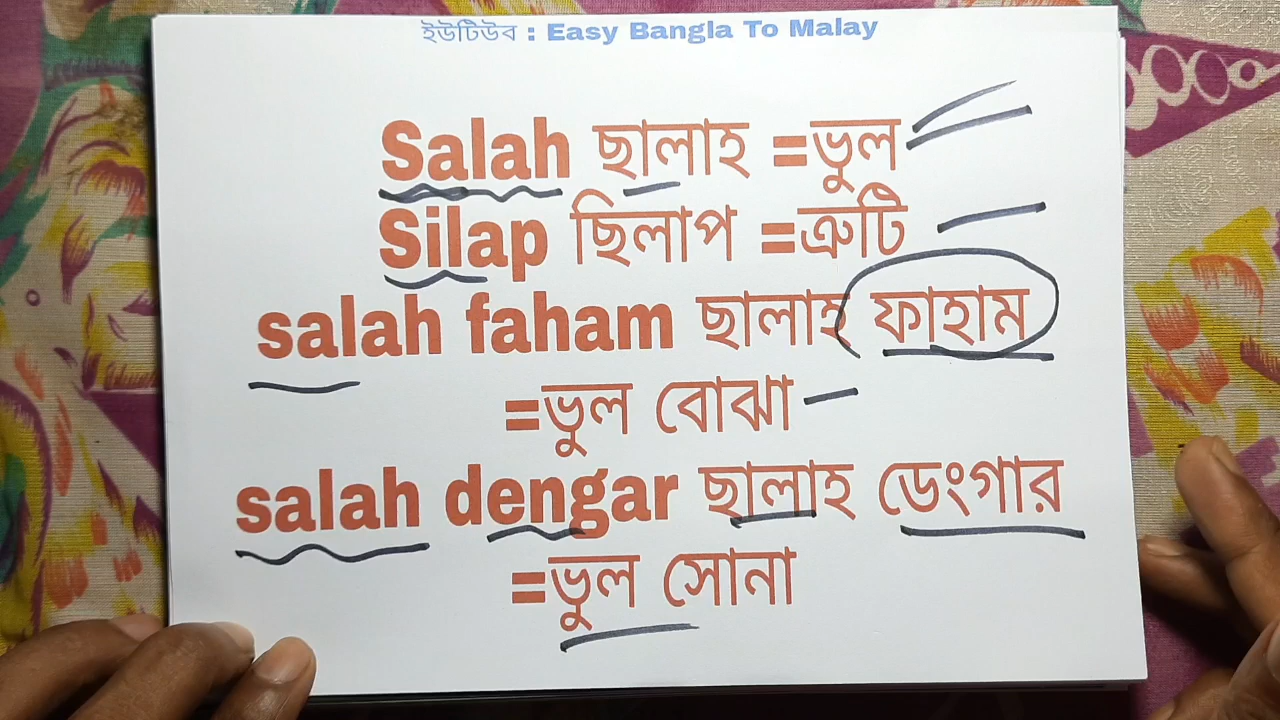 ইউটিউব : Easy Bangla To Malay
Salah ছালাহ =ভুল
Silap ছিলাপ =ত্রুটি
salah faham ছালাহ ফাহাম
=ভুল বোঝা
salah dengar ছালাহ ডেংগার
=ভুল সোনা